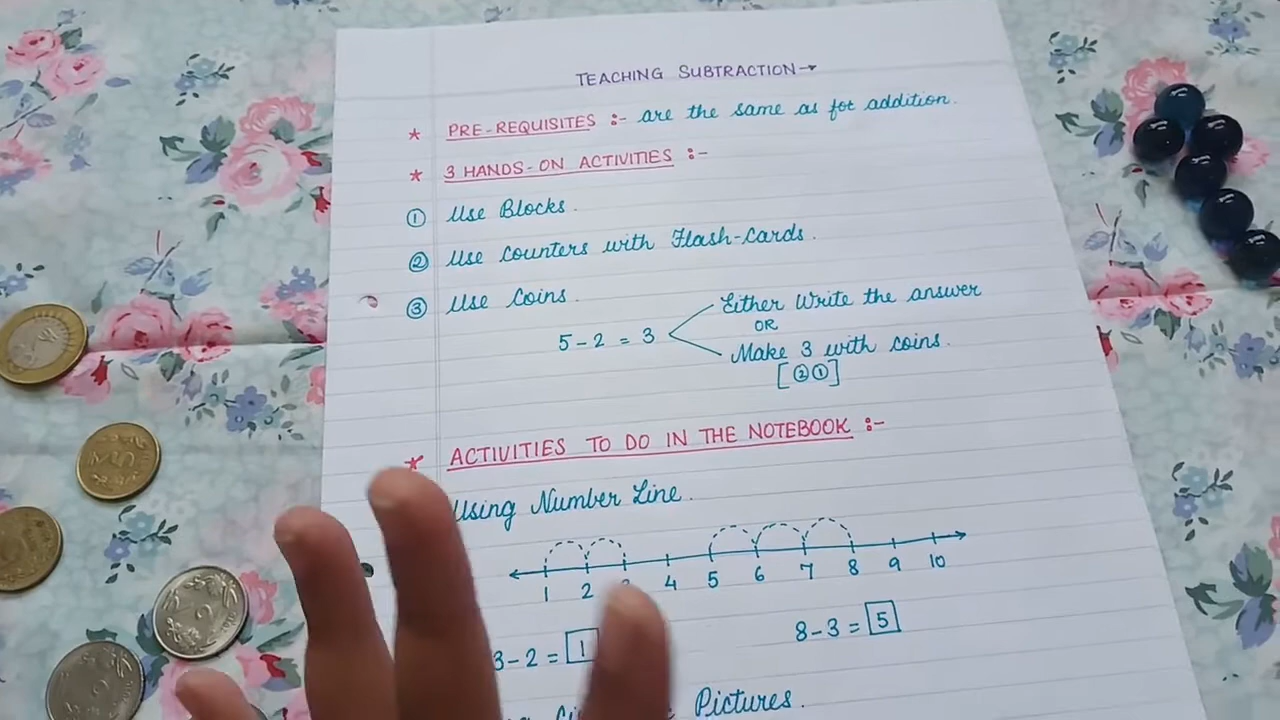 TEACHING SUBTRACTION→
* PRE-REQUISITES :- are the same as for addition.
* 3 HANDS-ON ACTIVITIES :-
① Use Blocks.
② Use Counters with Flash-Cards.
③ Use Coins.
5-2 = 3
Either Write the answer
OR
Make 3 with coins.
[②①]
* ACTIVITIES TO DO IN THE NOTEBOOK :-
Using Number Line.
1 2 3 4 5 6 7 8 9 10
3-2 = 1
8-3 = 5
Pictures.